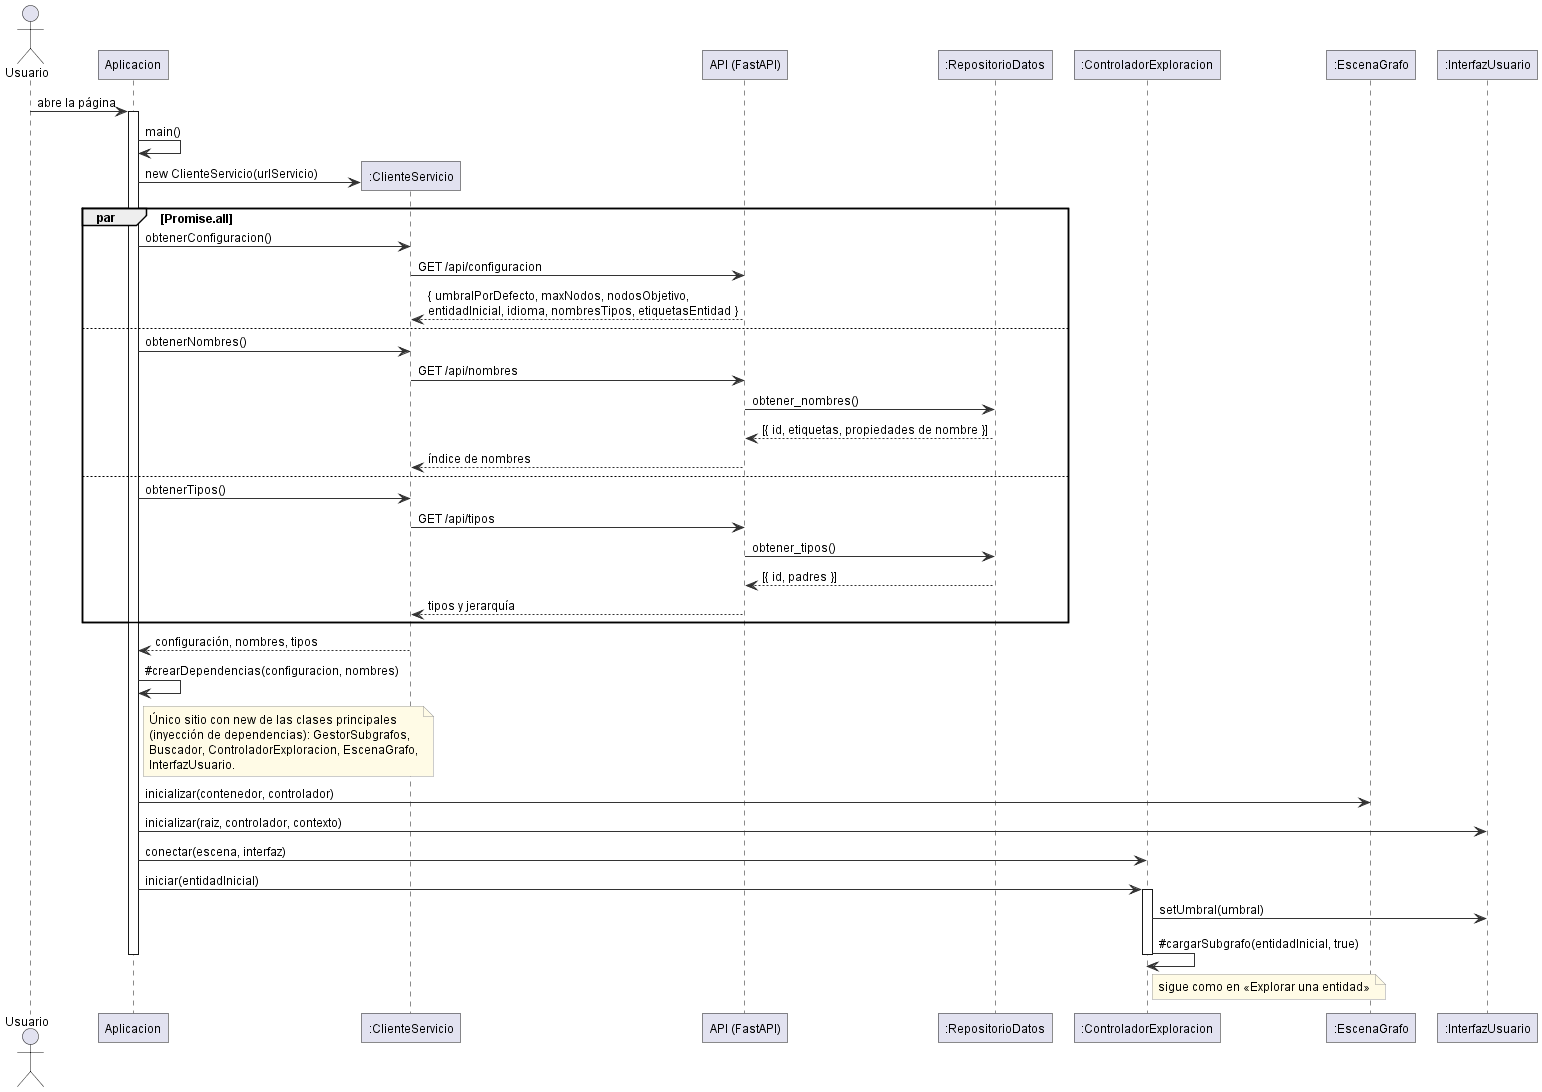 Usuario
Aplicacion
API (FastAPI)
:RepositorioDatos
:ControladorExploracion
:EscenaGrafo
:InterfazUsuario
abre la página
main()
new ClienteServicio(urlServicio)
:ClienteServicio
par
[Promise.all]
obtenerConfiguracion()
GET /api/configuracion
{ umbralPorDefecto, maxNodos, nodosObjetivo,
entidadInicial, idioma, nombresTipos, etiquetasEntidad }
obtenerNombres()
GET /api/nombres
obtener_nombres()
[{ id, etiquetas, propiedades de nombre }]
índice de nombres
obtenerTipos()
GET /api/tipos
obtener_tipos()
[{ id, padres }]
tipos y jerarquía
configuración, nombres, tipos
#crearDependencias(configuracion, nombres)
Único sitio con new de las clases principales
(inyección de dependencias): GestorSubgrafos,
Buscador, ControladorExploracion, EscenaGrafo,
InterfazUsuario.
inicializar(contenedor, controlador)
inicializar(raiz, controlador, contexto)
conectar(escena, interfaz)
iniciar(entidadInicial)
setUmbral(umbral)
#cargarSubgrafo(entidadInicial, true)
sigue como en «Explorar una entidad»
Usuario
Aplicacion
:ClienteServicio
API (FastAPI)
:RepositorioDatos
:ControladorExploracion
:EscenaGrafo
:InterfazUsuario